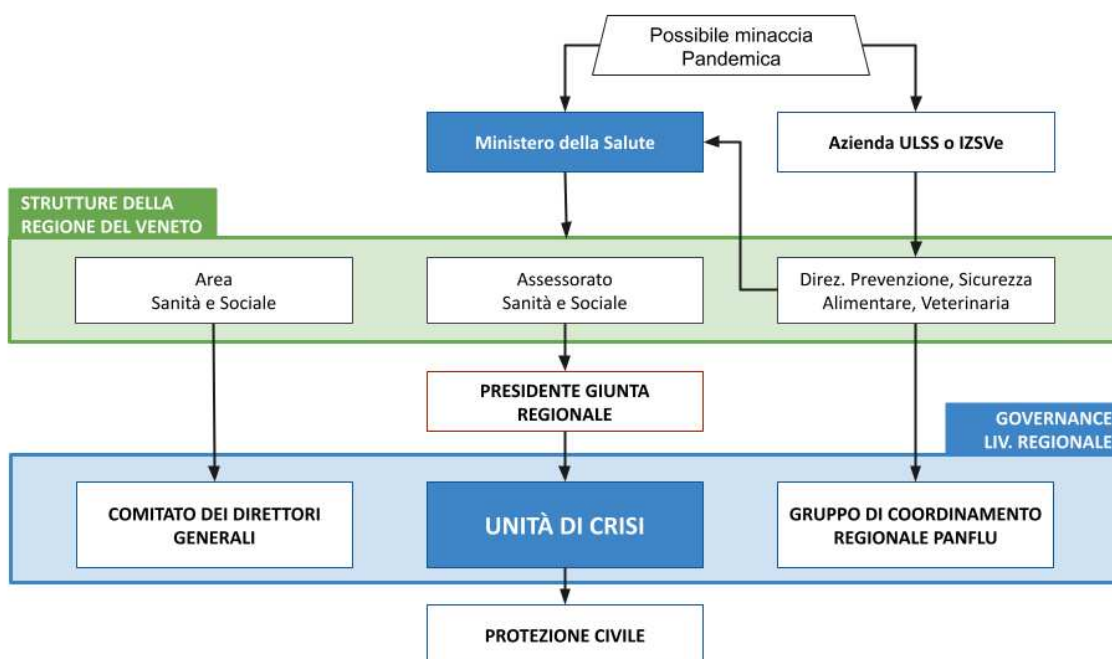 Possibile minaccia
Pandemica
Ministero della Salute
Azienda ULSS o IZSVe
STRUTTURE DELLA
REGIONE DEL VENETO
Area
Sanità e Sociale
Assessorato
Sanità e Sociale
Direz. Prevenzione, Sicurezza
Alimentare, Veterinaria
PRESIDENTE GIUNTA
REGIONALE
GOVERNANCE
LIV. REGIONALE
COMITATO DEI DIRETTORI
GENERALI
UNITÀ DI CRISI
GRUPPO DI COORDINAMENTO
REGIONALE PANFLU
PROTEZIONE CIVILE